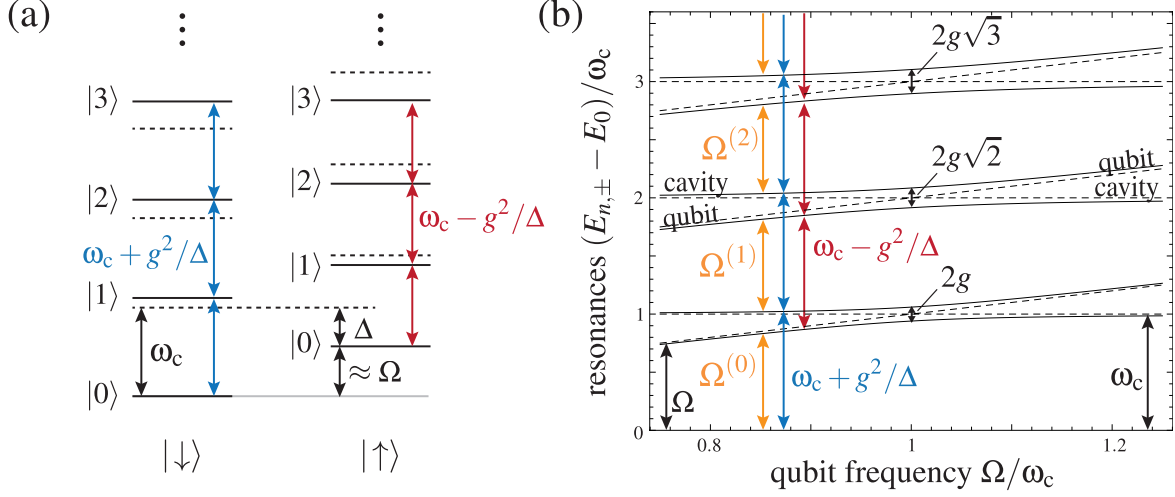 (a)
⋮
⋮
|3⟩
|2⟩
|1⟩
|0⟩
ω_c + g²/Δ
ω_c
|↓⟩
|3⟩
|2⟩
|1⟩
|0⟩
ω_c − g²/Δ
Δ
≈ Ω
|↑⟩
(b)
resonances (E_{n,±} − E_0)/ω_c
3
2
1
0
0.8
1
1.2
qubit frequency Ω/ω_c
2g√3
2g√2
2g
Ω^(2)
Ω^(1)
Ω^(0)
cavity
qubit
qubit
cavity
ω_c − g²/Δ
ω_c + g²/Δ
Ω
ω_c